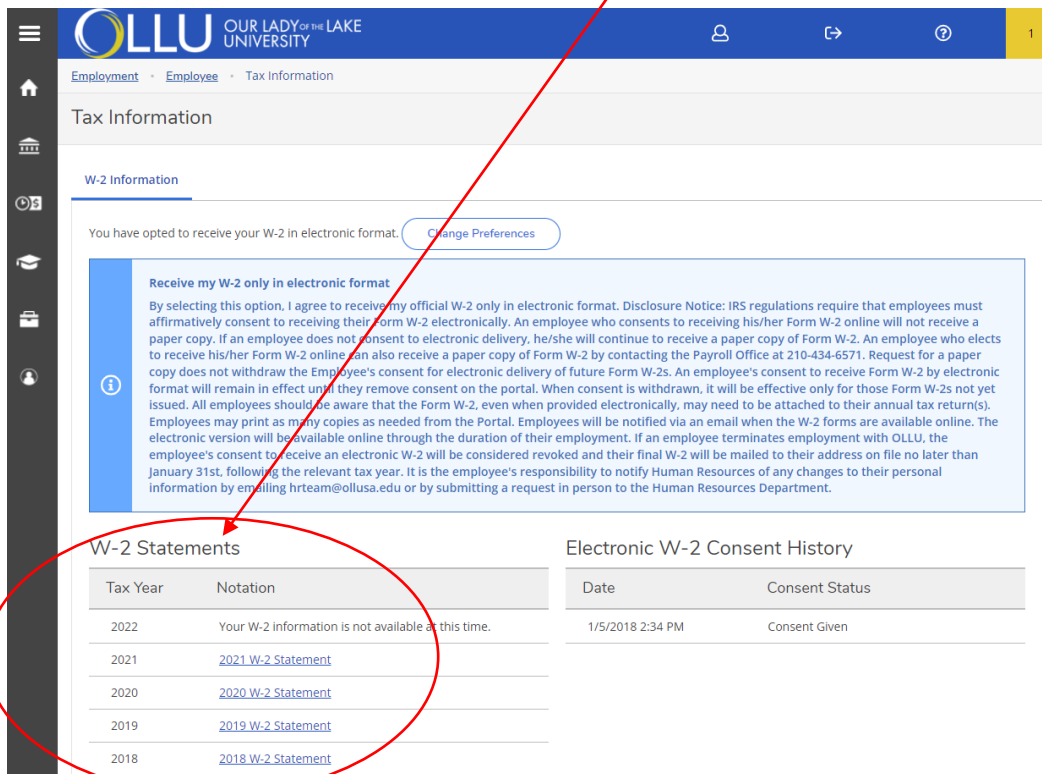 OLLU OUR LADY OF THE LAKE
UNIVERSITY
1
Employment · Employee · Tax Information
Tax Information
W-2 Information
You have opted to receive your W-2 in electronic format. Change Preferences
Receive my W-2 only in electronic format
By selecting this option, I agree to receive my official W-2 only in electronic format. Disclosure Notice: IRS regulations require that employees must
affirmatively consent to receiving their Form W-2 electronically. An employee who consents to receiving his/her Form W-2 online will not receive a
paper copy. If an employee does not consent to electronic delivery, he/she will continue to receive a paper copy of Form W-2. An employee who elects
to receive his/her Form W-2 online can also receive a paper copy of Form W-2 by contacting the Payroll Office at 210-434-6571. Request for a paper
copy does not withdraw the Employee's consent for electronic delivery of future Form W-2s. An employee's consent to receive Form W-2 by electronic
format will remain in effect until they remove consent on the portal. When consent is withdrawn, it will be effective only for those Form W-2s not yet
issued. All employees should be aware that the Form W-2, even when provided electronically, may need to be attached to their annual tax return(s).
Employees may print as many copies as needed from the Portal. Employees will be notified via an email when the W-2 forms are available online. The
electronic version will be available online through the duration of their employment. If an employee terminates employment with OLLU, the
employee's consent to receive an electronic W-2 will be considered revoked and their final W-2 will be mailed to their address on file no later than
January 31st, following the relevant tax year. It is the employee's responsibility to notify Human Resources of any changes to their personal
information by emailing hrteam@ollusa.edu or by submitting a request in person to the Human Resources Department.
W-2 Statements
Tax Year Notation
2022 Your W-2 information is not available at this time.
2021 2021 W-2 Statement
2020 2020 W-2 Statement
2019 2019 W-2 Statement
2018 2018 W-2 Statement
Electronic W-2 Consent History
Date Consent Status
1/5/2018 2:34 PM Consent Given